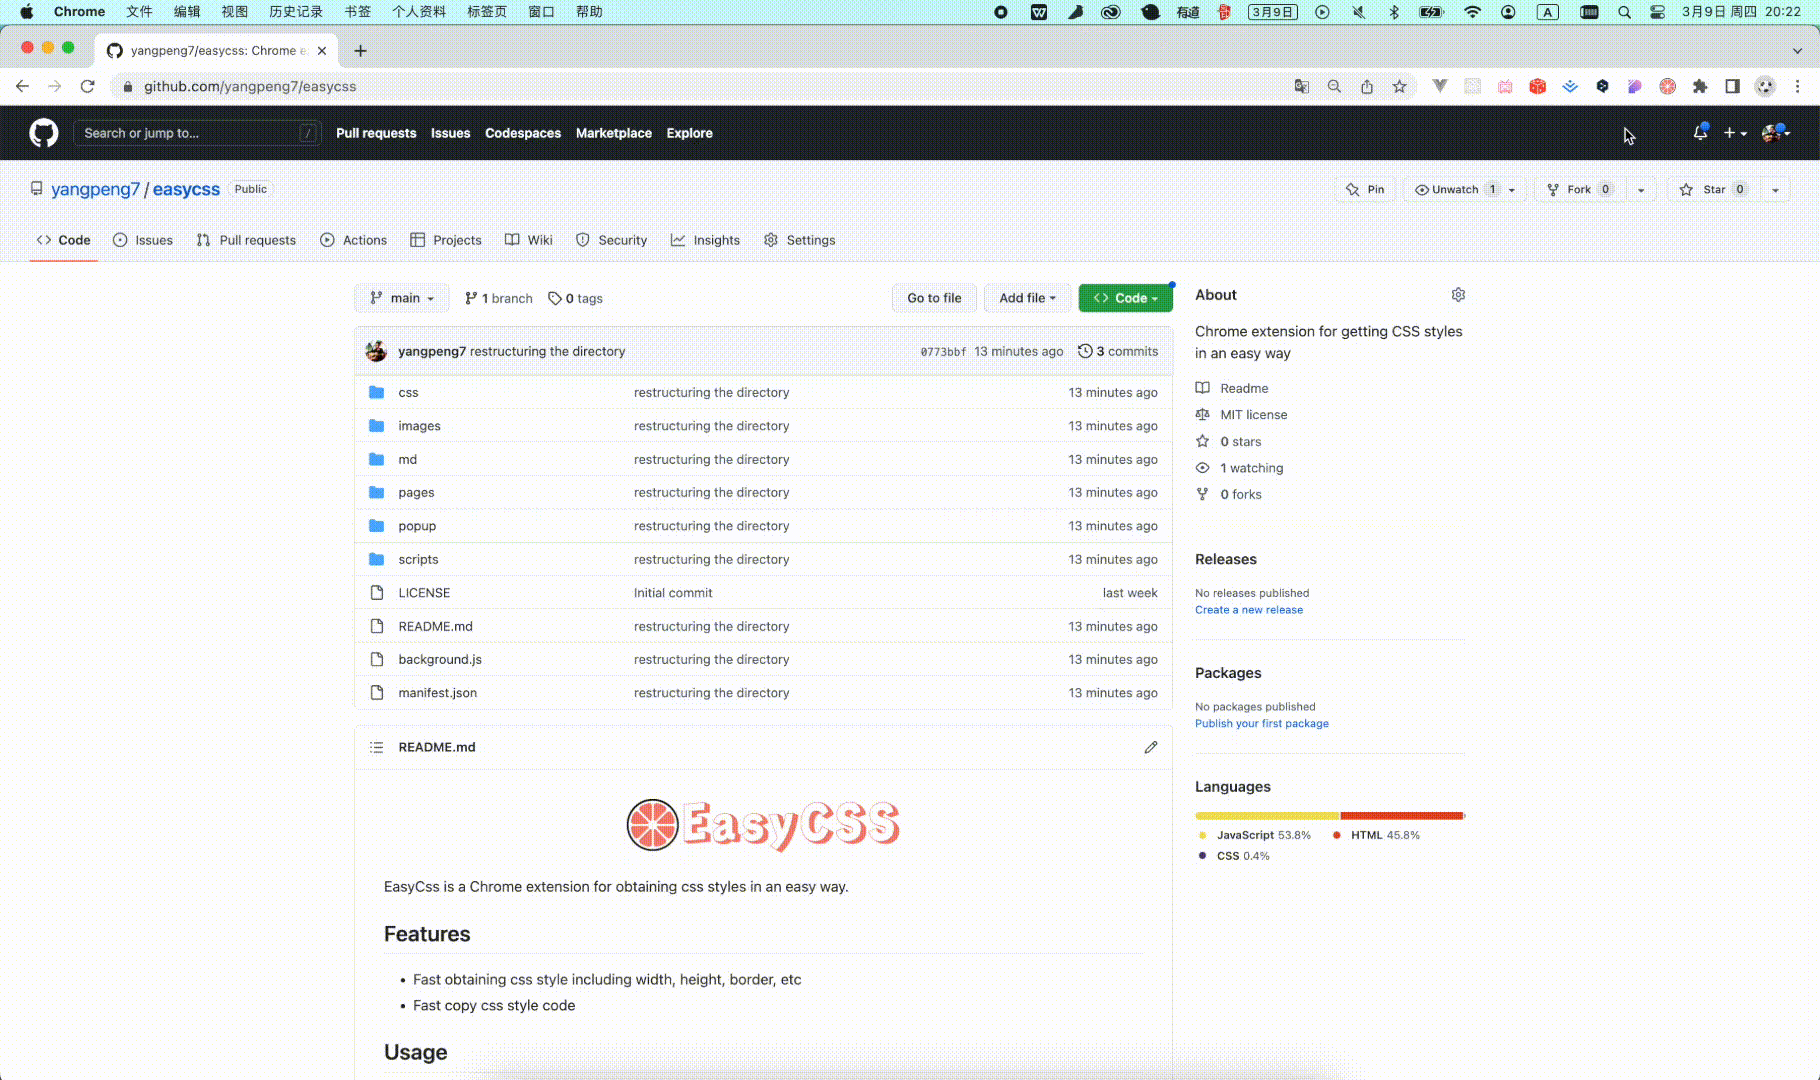 Chrome 文件 编辑 视图 历史记录 书签 个人资料 标签页 窗口 帮助 有道 3月9日 A 3月9日 周四 20:22
yangpeng7/easycss: Chrome e
github.com/yangpeng7/easycss
Search or jump to... / Pull requests Issues Codespaces Marketplace Explore
yangpeng7 / easycss Public Pin Unwatch 1 Fork 0 Star 0
Code Issues Pull requests Actions Projects Wiki Security Insights Settings
main 1 branch 0 tags Go to file Add file Code
yangpeng7 restructuring the directory 0773bbf 13 minutes ago 3 commits
css restructuring the directory 13 minutes ago
images restructuring the directory 13 minutes ago
md restructuring the directory 13 minutes ago
pages restructuring the directory 13 minutes ago
popup restructuring the directory 13 minutes ago
scripts restructuring the directory 13 minutes ago
LICENSE Initial commit last week
README.md restructuring the directory 13 minutes ago
background.js restructuring the directory 13 minutes ago
manifest.json restructuring the directory 13 minutes ago
README.md
EasyCSS
EasyCss is a Chrome extension for obtaining css styles in an easy way.
Features
• Fast obtaining css style including width, height, border, etc
• Fast copy css style code
Usage
About
Chrome extension for getting CSS styles
in an easy way
Readme
MIT license
0 stars
1 watching
0 forks
Releases
No releases published
Create a new release
Packages
No packages published
Publish your first package
Languages
JavaScript 53.8% HTML 45.8%
CSS 0.4%